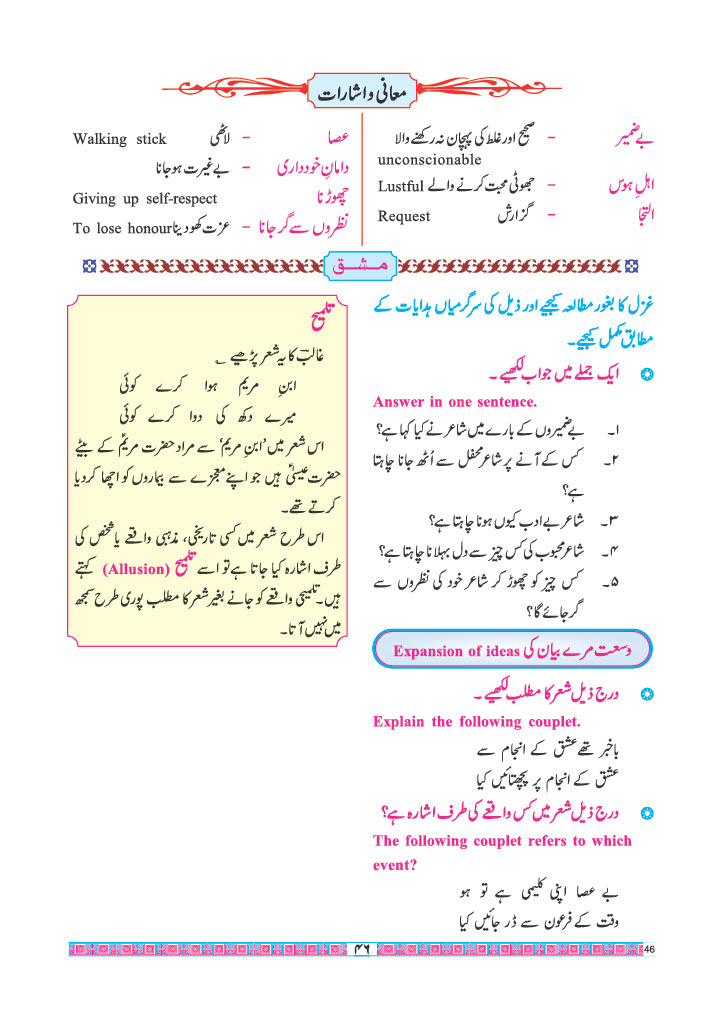 معانی و اشارات
بے ضمیر - صحیح اور غلط کی پہچان نہ رکھنے والا
unconscionable
اہلِ ہوس - جھوٹی محبت کرنے والے Lustful
التجا - گزارش Request
عصا - لاٹھی Walking stick
دامانِ خودداری - بے غیرت ہوجانا
چھوڑنا Giving up self-respect
نظروں سے گرجانا - عزت کھودینا To lose honour
مشق
غزل کا بغور مطالعہ کیجیے اور ذیل کی سرگرمیاں ہدایات کے
مطابق مکمل کیجیے۔
ایک جملے میں جواب لکھیے۔
Answer in one sentence.
۱۔ بے ضمیروں کے بارے میں شاعر نے کیا کہا ہے؟
۲۔ کس کے آنے پر شاعر محفل سے اُٹھ جانا چاہتا
ہے؟
۳۔ شاعر بے ادب کیوں ہونا چاہتا ہے؟
۴۔ شاعر محبوب کی کس چیز سے دل بہلانا چاہتا ہے؟
۵۔ کس چیز کو چھوڑ کر شاعر خود کی نظروں سے
گرجائے گا؟
وسعت مرے بیان کی Expansion of ideas
درج ذیل شعر کا مطلب لکھیے۔
Explain the following couplet.
باخبر تھے عشق کے انجام سے
عشق کے انجام پر پچھتائیں کیا
درج ذیل شعر میں کس واقعے کی طرف اشارہ ہے؟
The following couplet refers to which
event?
بے عصا اپنی کلیمی ہے تو ہو
وقت کے فرعون سے ڈر جائیں کیا
تلمیح
غالبؔ کا یہ شعر پڑھیے ؎
ابنِ مریم ہوا کرے کوئی
میرے دکھ کی دوا کرے کوئی
اس شعر میں 'ابنِ مریم' سے مراد حضرت مریمؑ کے بیٹے
حضرت عیسیٰؑ ہیں جو اپنے معجزے سے بیماروں کو اچھا کردیا
کرتے تھے۔
اس طرح شعر میں کسی تاریخی، مذہبی واقعے یا شخص کی
طرف اشارہ کیا جاتا ہے تو اسے تلمیح (Allusion) کہتے
ہیں۔ تلمیحی واقعے کو جانے بغیر شعر کا مطلب پوری طرح سمجھ
میں نہیں آتا۔
۴۶
46